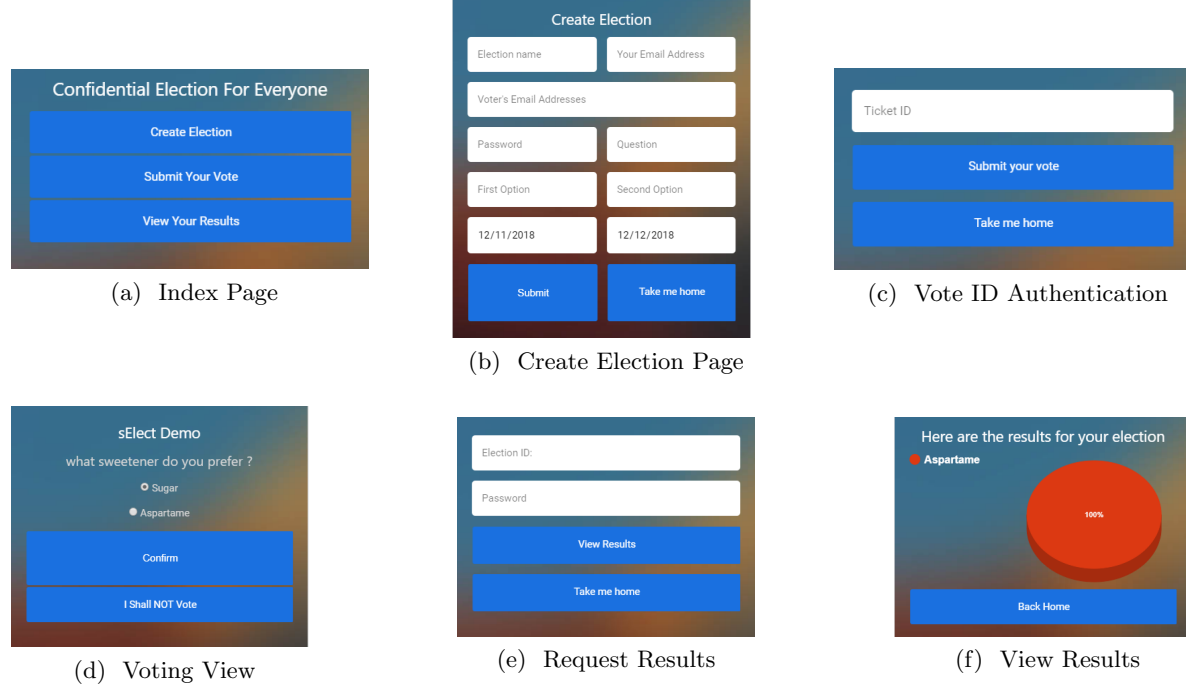 Confidential Election For Everyone
Create Election
Submit Your Vote
View Your Results
(a) Index Page
Create Election
Election name Your Email Address
Voter's Email Addresses
Password Question
First Option Second Option
12/11/2018 12/12/2018
Submit Take me home
(b) Create Election Page
Ticket ID
Submit your vote
Take me home
(c) Vote ID Authentication
sElect Demo
what sweetener do you prefer ?
Sugar
Aspartame
Confirm
I Shall NOT Vote
(d) Voting View
Election ID:
Password
View Results
Take me home
(e) Request Results
Here are the results for your election
Aspartame
100%
Back Home
(f) View Results